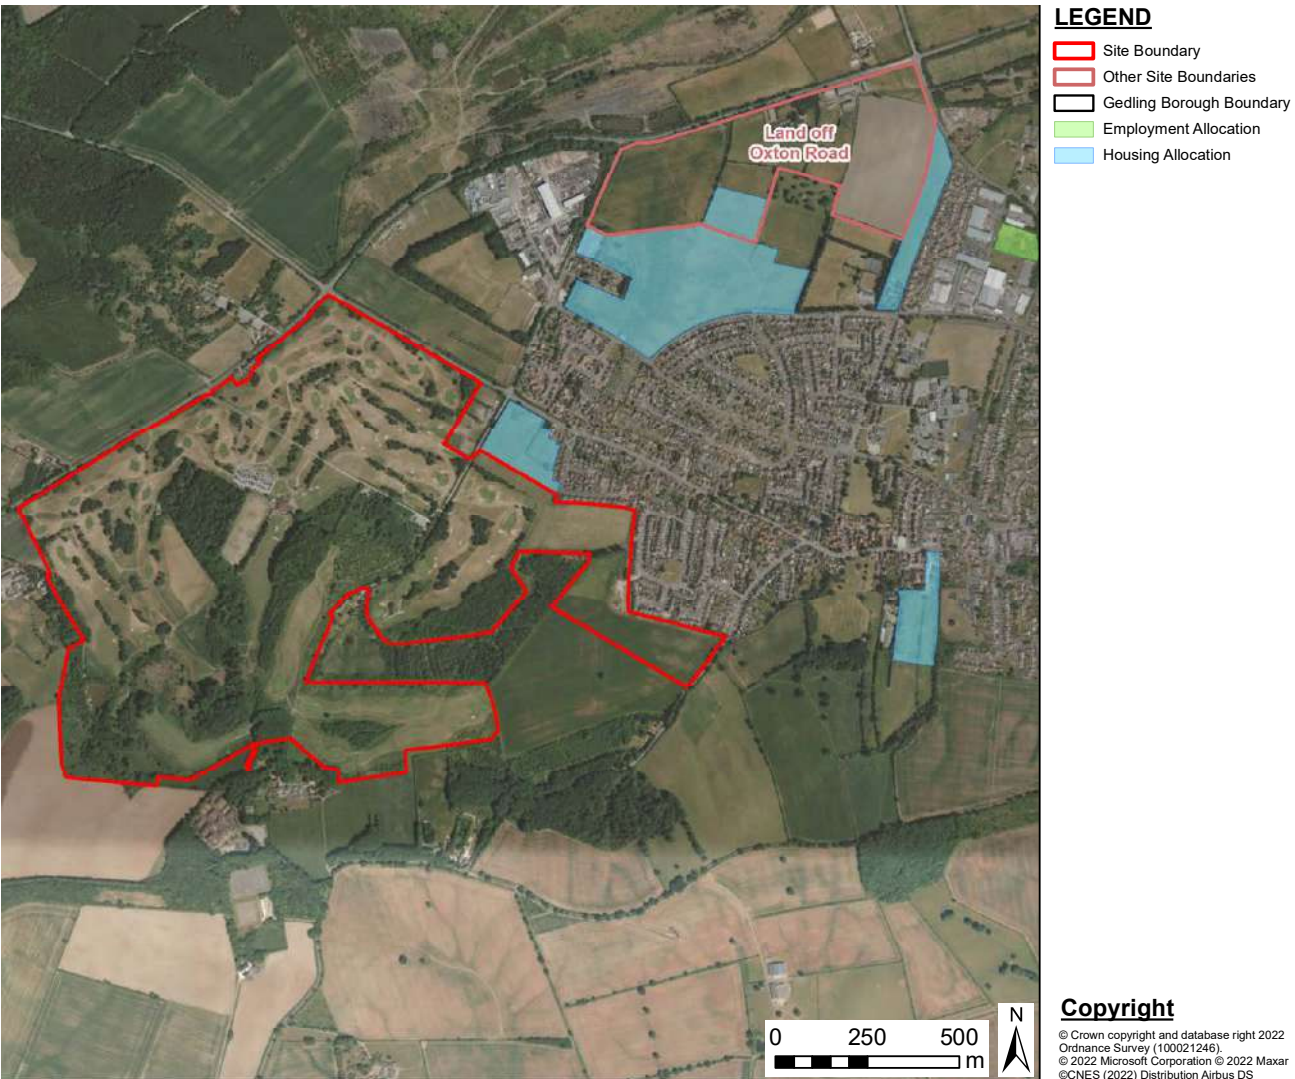 LEGEND
Site Boundary
Other Site Boundaries
Gedling Borough Boundary
Employment Allocation
Housing Allocation
Land off
Oxton Road
0 250 500
m
N
Copyright
© Crown copyright and database right 2022
Ordnance Survey (100021246).
© 2022 Microsoft Corporation © 2022 Maxar
©CNES (2022) Distribution Airbus DS